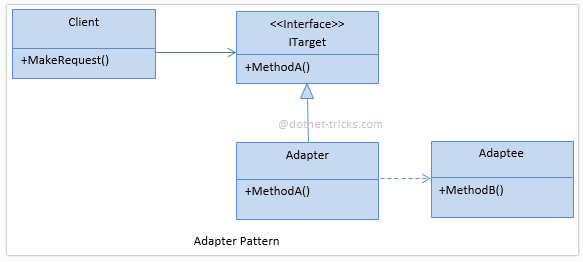 Client
+MakeRequest()
<<Interface>>
ITarget
+MethodA()
@dotnet-tricks.com
Adapter
+MethodA()
Adaptee
+MethodB()
Adapter Pattern